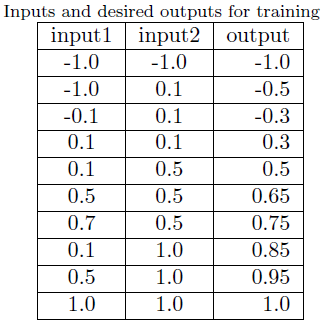 Inputs and desired outputs for training
input1 input2 output
-1.0 -1.0 -1.0
-1.0 0.1 -0.5
-0.1 0.1 -0.3
0.1 0.1 0.3
0.1 0.5 0.5
0.5 0.5 0.65
0.7 0.5 0.75
0.1 1.0 0.85
0.5 1.0 0.95
1.0 1.0 1.0